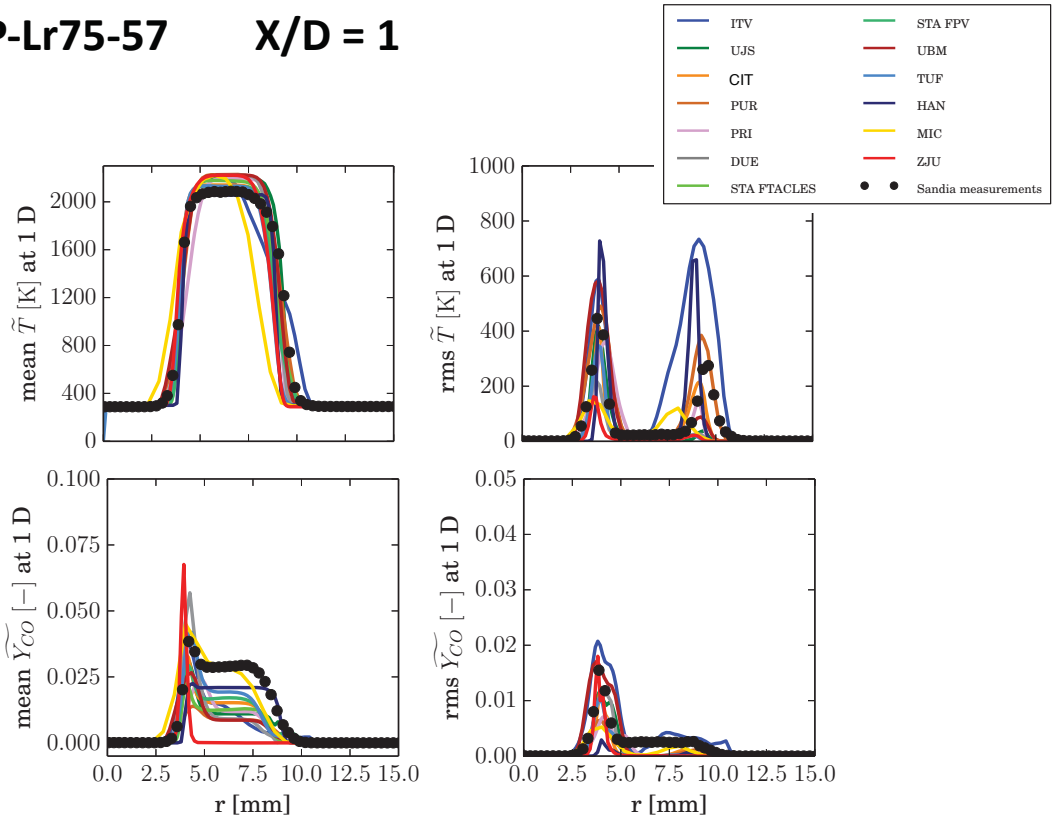 P-Lr75-57 X/D = 1
ITV
UJS
CIT
PUR
PRI
DUE
STA FTACLES
STA FPV
UBM
TUF
HAN
MIC
ZJU
Sandia measurements
mean T̃ [K] at 1 D
2000
1600
1200
800
400
0
rms T̃ [K] at 1 D
1000
800
600
400
200
0
mean Ỹ_CO [−] at 1 D
0.100
0.075
0.050
0.025
0.000
0.0 2.5 5.0 7.5 10.0 12.5 15.0
r [mm]
rms Ỹ_CO [−] at 1 D
0.05
0.04
0.03
0.02
0.01
0.00
0.0 2.5 5.0 7.5 10.0 12.5 15.0
r [mm]